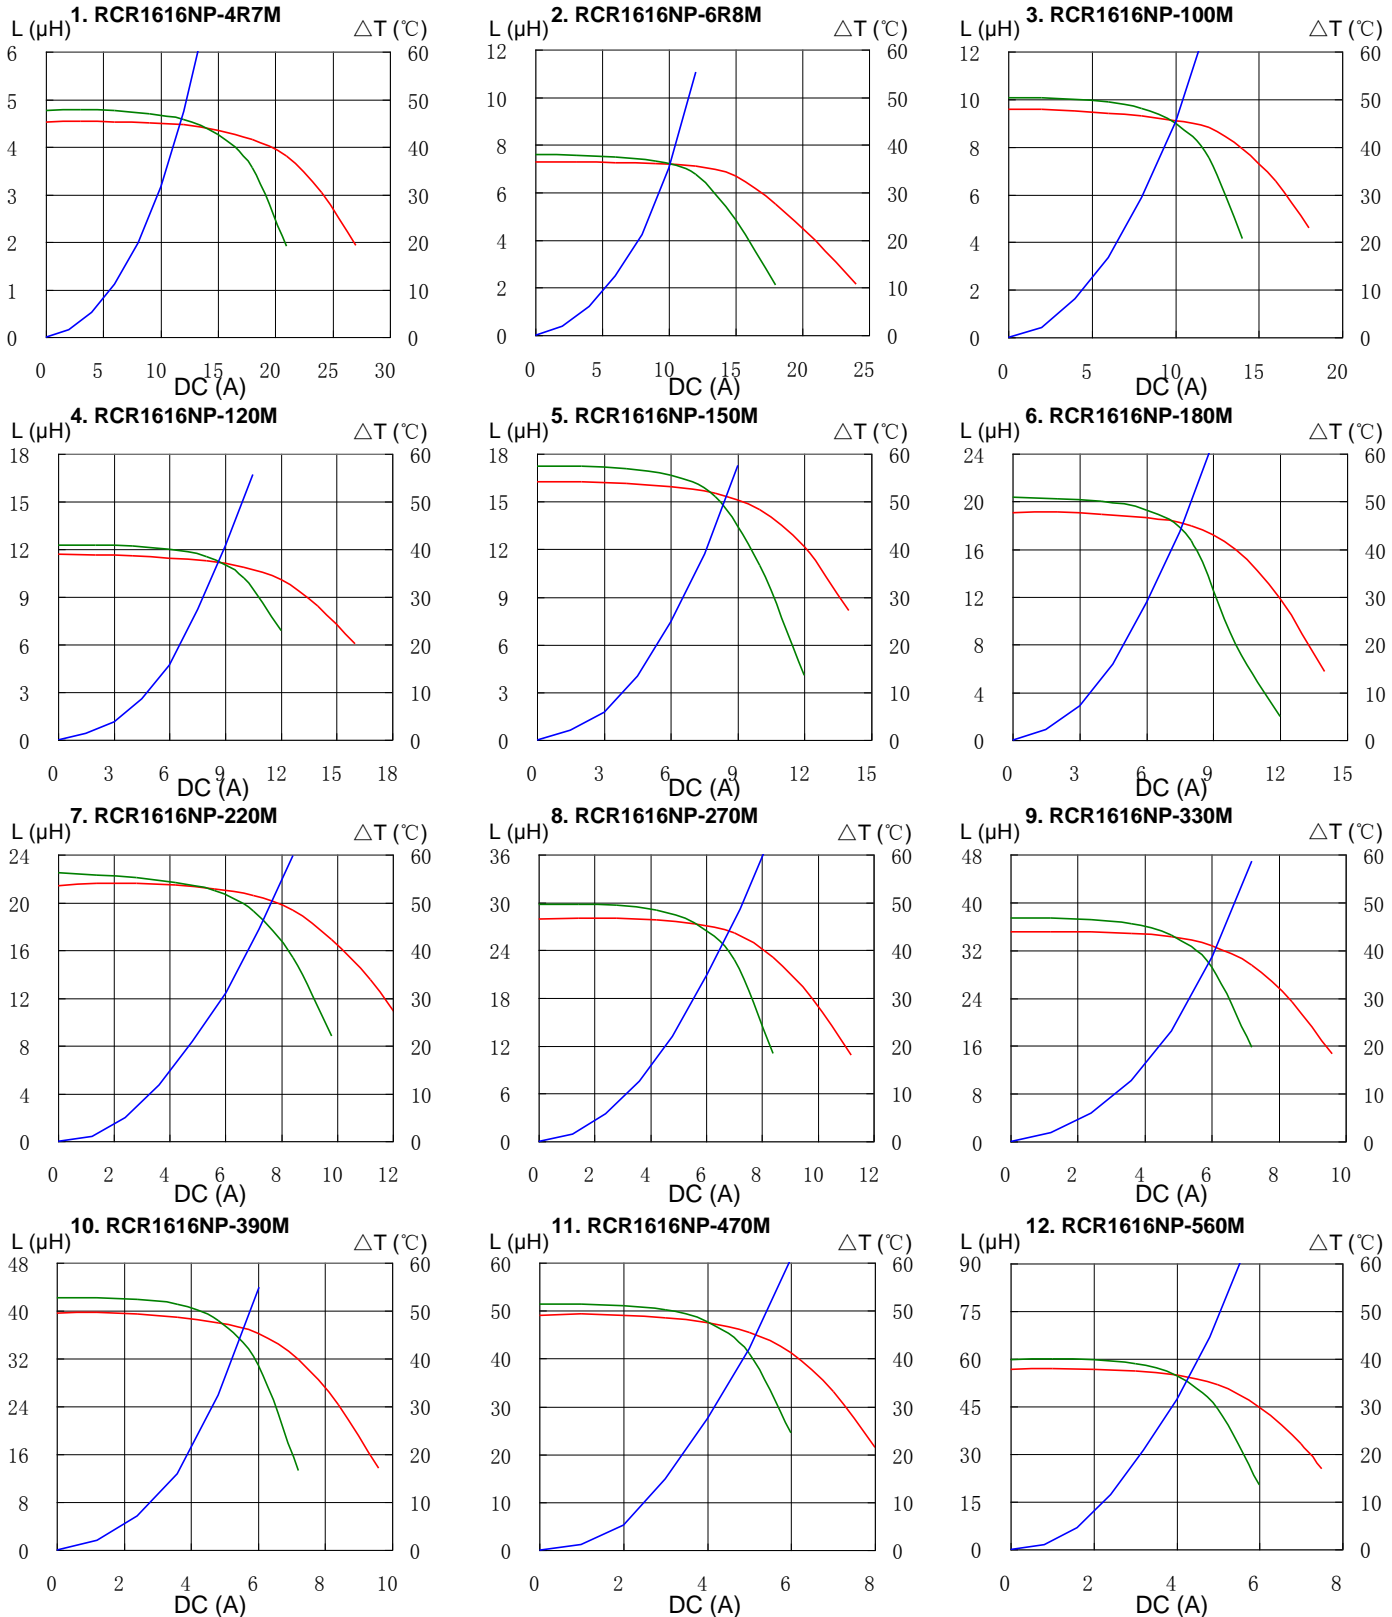 1. RCR1616NP-4R7M
L (μH)
△T (℃)
6
5
4
3
2
1
0
60
50
40
30
20
10
0
0 5 10 15 20 25 30
DC (A)
2. RCR1616NP-6R8M
L (μH)
△T (℃)
12
10
8
6
4
2
0
60
50
40
30
20
10
0
0 5 10 15 20 25
DC (A)
3. RCR1616NP-100M
L (μH)
△T (℃)
12
10
8
6
4
2
0
60
50
40
30
20
10
0
0 5 10 15 20
DC (A)
4. RCR1616NP-120M
L (μH)
△T (℃)
18
15
12
9
6
3
0
60
50
40
30
20
10
0
0 3 6 9 12 15 18
DC (A)
5. RCR1616NP-150M
L (μH)
△T (℃)
18
15
12
9
6
3
0
60
50
40
30
20
10
0
0 3 6 9 12 15
DC (A)
6. RCR1616NP-180M
L (μH)
△T (℃)
24
20
16
12
8
4
0
60
50
40
30
20
10
0
0 3 6 9 12 15
DC (A)
7. RCR1616NP-220M
L (μH)
△T (℃)
24
20
16
12
8
4
0
60
50
40
30
20
10
0
0 2 4 6 8 10 12
DC (A)
8. RCR1616NP-270M
L (μH)
△T (℃)
36
30
24
18
12
6
0
60
50
40
30
20
10
0
0 2 4 6 8 10 12
DC (A)
9. RCR1616NP-330M
L (μH)
△T (℃)
48
40
32
24
16
8
0
60
50
40
30
20
10
0
0 2 4 6 8 10
DC (A)
10. RCR1616NP-390M
L (μH)
△T (℃)
48
40
32
24
16
8
0
60
50
40
30
20
10
0
0 2 4 6 8 10
DC (A)
11. RCR1616NP-470M
L (μH)
△T (℃)
60
50
40
30
20
10
0
60
50
40
30
20
10
0
0 2 4 6 8
DC (A)
12. RCR1616NP-560M
L (μH)
△T (℃)
90
75
60
45
30
15
0
60
50
40
30
20
10
0
0 2 4 6 8
DC (A)